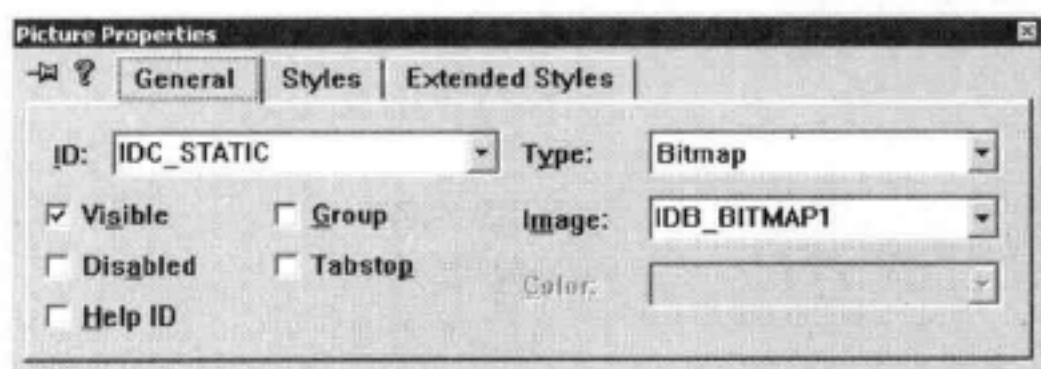 Picture Properties
General Styles Extended Styles
ID: IDC_STATIC Type: Bitmap
Visible Group Image: IDB_BITMAP1
Disabled Tabstop Color:
Help ID